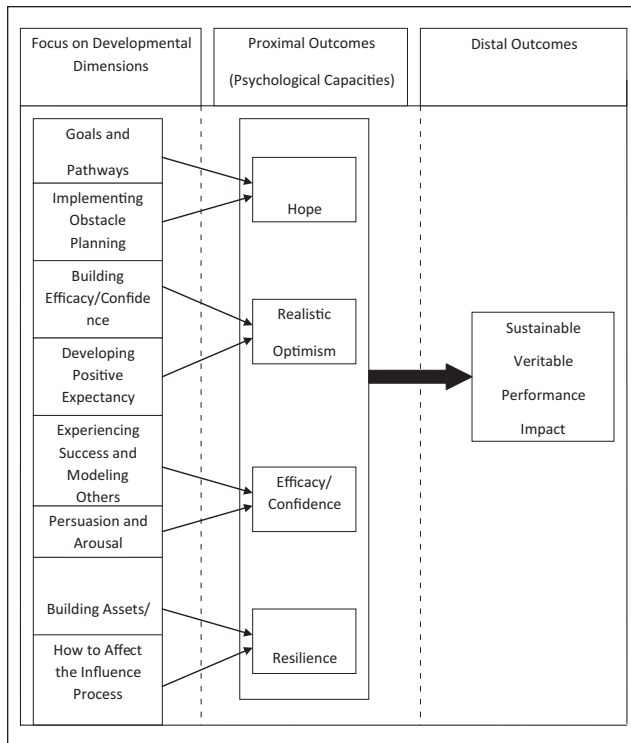 Focus on Developmental
Dimensions
Proximal Outcomes
(Psychological Capacities)
Distal Outcomes
Goals and
Pathways
Implementing
Obstacle
Planning
Building
Efficacy/Confide
nce
Developing
Positive
Expectancy
Experiencing
Success and
Modeling
Others
Persuasion and
Arousal
Building Assets/
How to Affect
the Influence
Process
Hope
Realistic
Optimism
Efficacy/
Confidence
Resilience
Sustainable
Veritable
Performance
Impact